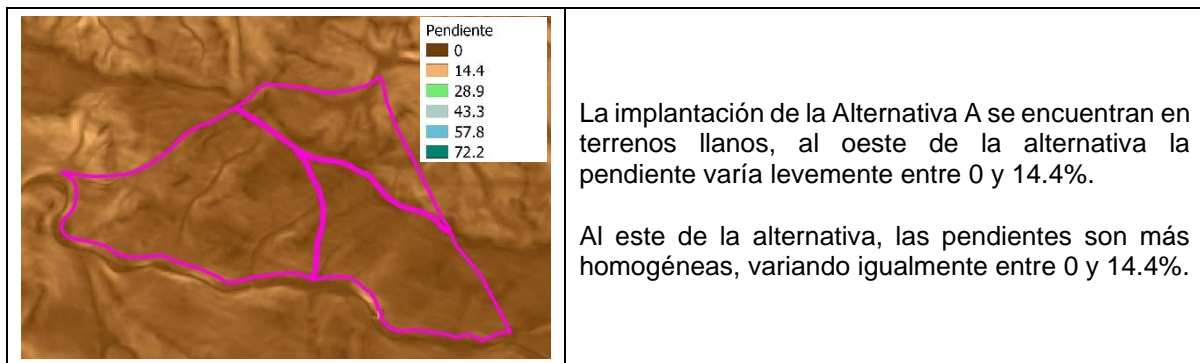 Pendiente
0
14.4
28.9
43.3
57.8
72.2
La implantación de la Alternativa A se encuentran en
terrenos llanos, al oeste de la alternativa la
pendiente varía levemente entre 0 y 14.4%.
Al este de la alternativa, las pendientes son más
homogéneas, variando igualmente entre 0 y 14.4%.